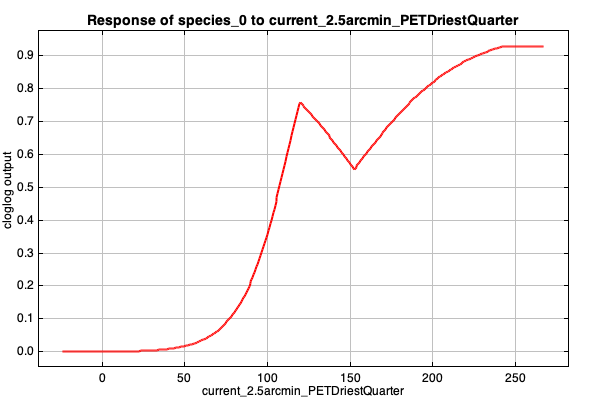 Response of species_0 to current_2.5arcmin_PETDriestQuarter
cloglog output
0.9
0.8
0.7
0.6
0.5
0.4
0.3
0.2
0.1
0.0
0 50 100 150 200 250
current_2.5arcmin_PETDriestQuarter